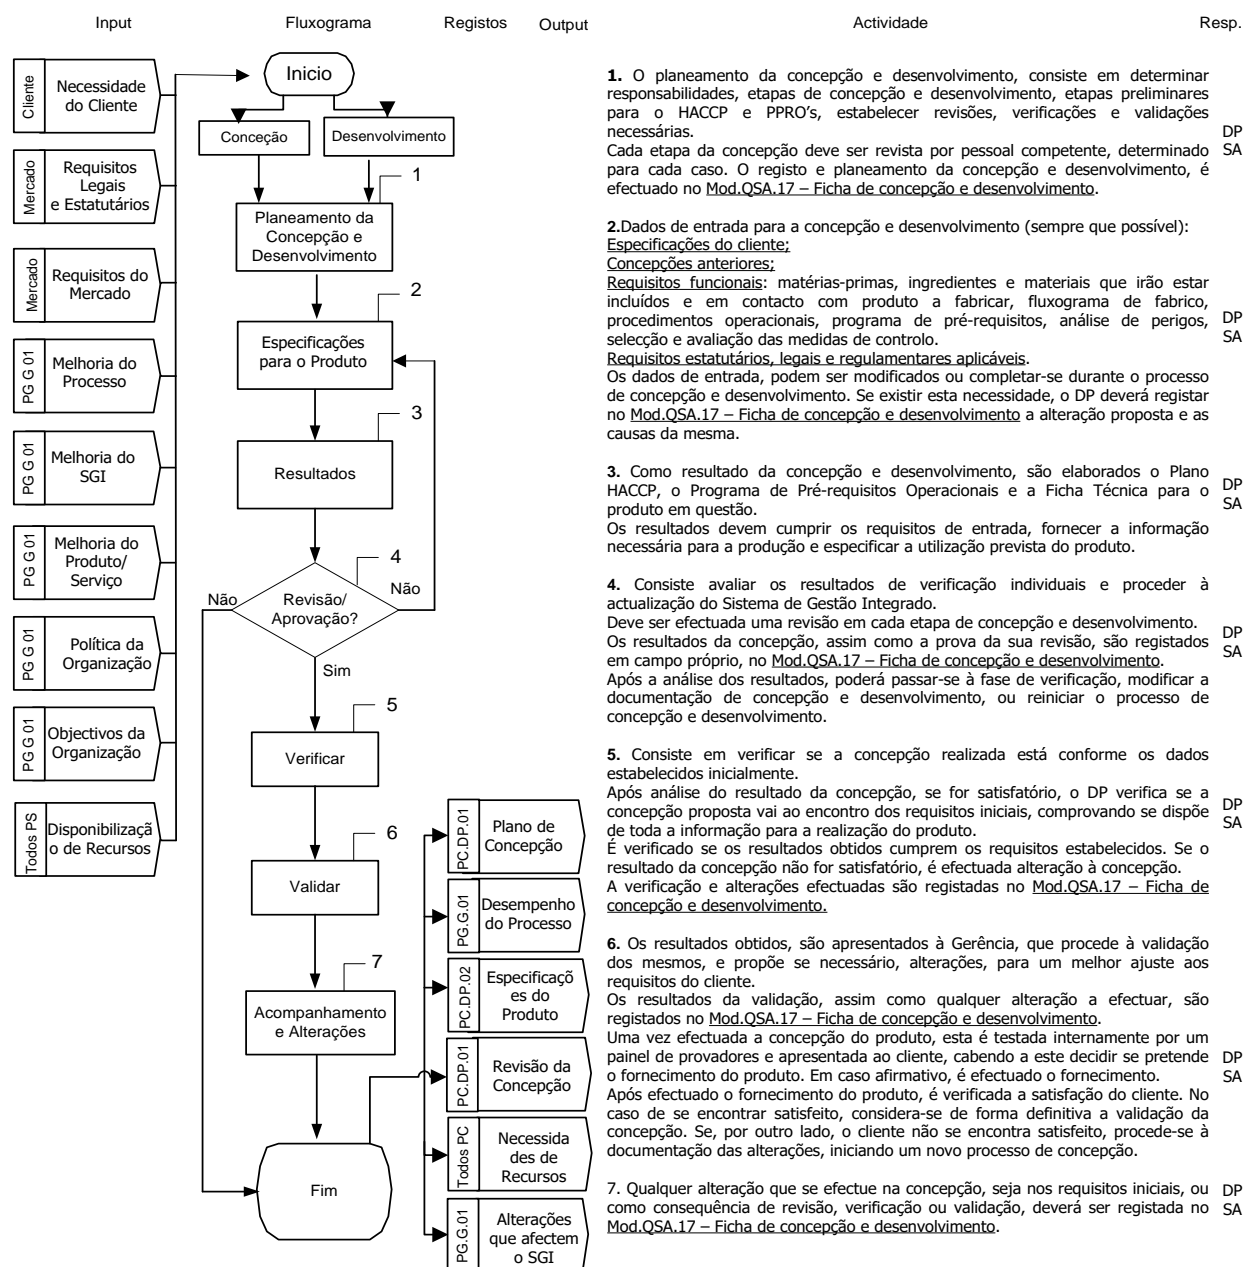 Input
Fluxograma
Registos
Output
Actividade
Resp.
Cliente
Necessidade
do Cliente
Mercado
Requisitos
Legais
e Estatutários
Mercado
Requisitos do
Mercado
PG G 01
Melhoria do
Processo
PG G 01
Melhoria do
SGI
PG G 01
Melhoria do
Produto/
Serviço
PG G 01
Política da
Organização
PG G 01
Objectivos da
Organização
Todos PS
Disponibilizaçã
o de Recursos
Inicio
Conceção
Desenvolvimento
1
Planeamento da
Concepção e
Desenvolvimento
2
Especificações
para o Produto
3
Resultados
4
Não
Revisão/
Aprovação?
Não
Sim
5
Verificar
6
Validar
7
Acompanhamento
e Alterações
Fim
PC.DP.01
Plano de
Concepção
PG.G.01
Desempenho
do Processo
PC.DP.02
Especificaçõ
es do
Produto
PC.DP.01
Revisão da
Concepção
Todos PC
Necessida
des de
Recursos
PG.G.01
Alterações
que afectem
o SGI
1. O planeamento da concepção e desenvolvimento, consiste em determinar
responsabilidades, etapas de concepção e desenvolvimento, etapas preliminares
para o HACCP e PPRO's, estabelecer revisões, verificações e validações
necessárias.
Cada etapa da concepção deve ser revista por pessoal competente, determinado
para cada caso. O registo e planeamento da concepção e desenvolvimento, é
efectuado no Mod.QSA.17 – Ficha de concepção e desenvolvimento.
DP
SA
2.Dados de entrada para a concepção e desenvolvimento (sempre que possível):
Especificações do cliente;
Concepções anteriores;
Requisitos funcionais: matérias-primas, ingredientes e materiais que irão estar
incluídos e em contacto com produto a fabricar, fluxograma de fabrico,
procedimentos operacionais, programa de pré-requisitos, análise de perigos,
selecção e avaliação das medidas de controlo.
Requisitos estatutários, legais e regulamentares aplicáveis.
Os dados de entrada, podem ser modificados ou completar-se durante o processo
de concepção e desenvolvimento. Se existir esta necessidade, o DP deverá registar
no Mod.QSA.17 – Ficha de concepção e desenvolvimento a alteração proposta e as
causas da mesma.
DP
SA
3. Como resultado da concepção e desenvolvimento, são elaborados o Plano
HACCP, o Programa de Pré-requisitos Operacionais e a Ficha Técnica para o
produto em questão.
Os resultados devem cumprir os requisitos de entrada, fornecer a informação
necessária para a produção e especificar a utilização prevista do produto.
DP
SA
4. Consiste avaliar os resultados de verificação individuais e proceder à
actualização do Sistema de Gestão Integrado.
Deve ser efectuada uma revisão em cada etapa de concepção e desenvolvimento.
Os resultados da concepção, assim como a prova da sua revisão, são registados
em campo próprio, no Mod.QSA.17 – Ficha de concepção e desenvolvimento.
Após a análise dos resultados, poderá passar-se à fase de verificação, modificar a
documentação de concepção e desenvolvimento, ou reiniciar o processo de
concepção e desenvolvimento.
DP
SA
5. Consiste em verificar se a concepção realizada está conforme os dados
estabelecidos inicialmente.
Após análise do resultado da concepção, se for satisfatório, o DP verifica se a
concepção proposta vai ao encontro dos requisitos iniciais, comprovando se dispõe
de toda a informação para a realização do produto.
É verificado se os resultados obtidos cumprem os requisitos estabelecidos. Se o
resultado da concepção não for satisfatório, é efectuada alteração à concepção.
A verificação e alterações efectuadas são registadas no Mod.QSA.17 – Ficha de
concepção e desenvolvimento.
DP
SA
6. Os resultados obtidos, são apresentados à Gerência, que procede à validação
dos mesmos, e propõe se necessário, alterações, para um melhor ajuste aos
requisitos do cliente.
Os resultados da validação, assim como qualquer alteração a efectuar, são
registados no Mod.QSA.17 – Ficha de concepção e desenvolvimento.
Uma vez efectuada a concepção do produto, esta é testada internamente por um
painel de provadores e apresentada ao cliente, cabendo a este decidir se pretende
o fornecimento do produto. Em caso afirmativo, é efectuado o fornecimento.
Após efectuado o fornecimento do produto, é verificada a satisfação do cliente. No
caso de se encontrar satisfeito, considera-se de forma definitiva a validação da
concepção. Se, por outro lado, o cliente não se encontra satisfeito, procede-se à
documentação das alterações, iniciando um novo processo de concepção.
DP
SA
7. Qualquer alteração que se efectue na concepção, seja nos requisitos iniciais, ou
como consequência de revisão, verificação ou validação, deverá ser registada no
Mod.QSA.17 – Ficha de concepção e desenvolvimento.
DP
SA